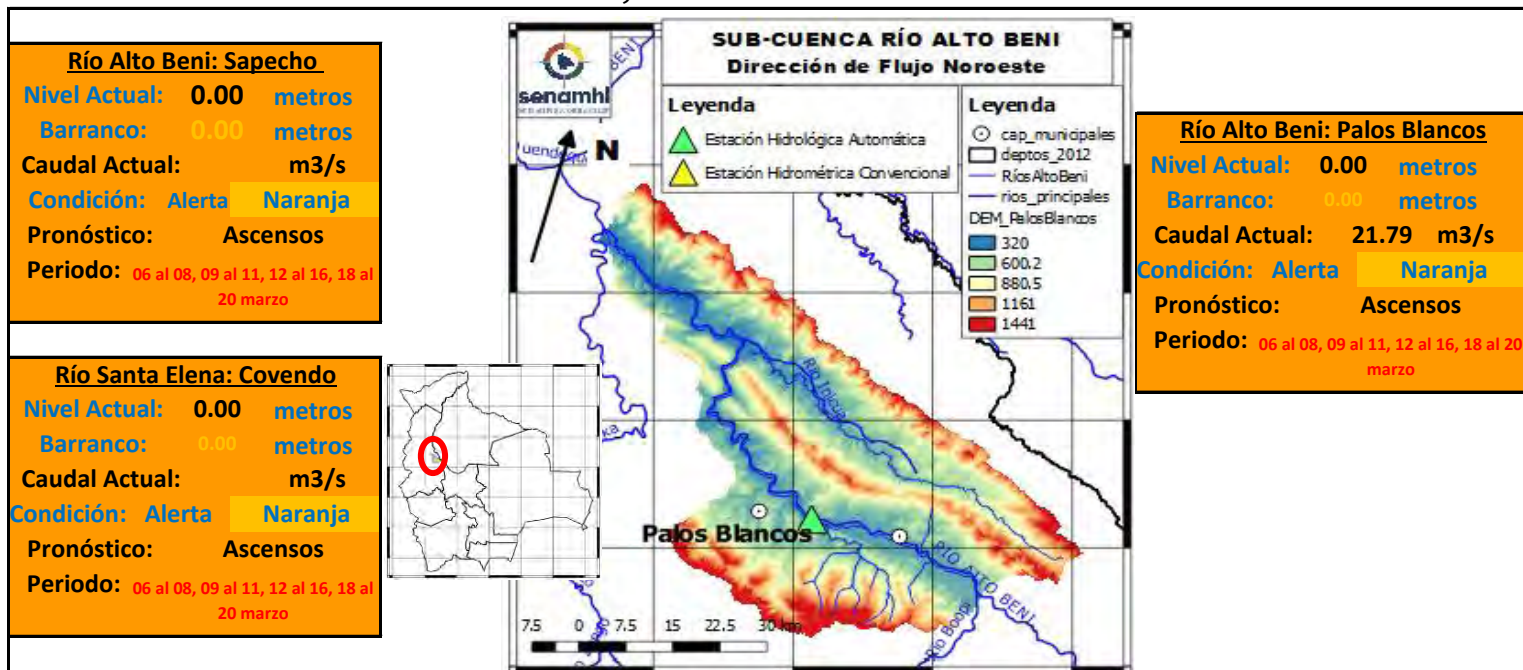 Río Alto Beni: Sapecho
Nivel Actual: 0.00 metros
Barranco: 0.00 metros
Caudal Actual: m3/s
Condición: Alerta Naranja
Pronóstico: Ascensos
Periodo: 06 al 08, 09 al 11, 12 al 16, 18 al
20 marzo
Río Santa Elena: Covendo
Nivel Actual: 0.00 metros
Barranco: 0.00 metros
Caudal Actual: m3/s
Condición: Alerta Naranja
Pronóstico: Ascensos
Periodo: 06 al 08, 09 al 11, 12 al 16, 18 al
20 marzo
senamhi
SUB-CUENCA RÍO ALTO BENI
Dirección de Flujo Noroeste
Leyenda
Estación Hidrológica Automática
Estación Hidrométrica Convencional
Leyenda
cap_municipales
deptos_2012
RíosAltoBeni
rios_principales
DEM_PalosBlancos
320
600.2
880.5
1161
1441
N
BENI
Río Inicua
Palos Blancos
RÍO ALTO BENI
Río Boopi
7.5 0 7.5 15 22.5 30 km
Río Alto Beni: Palos Blancos
Nivel Actual: 0.00 metros
Barranco: 0.00 metros
Caudal Actual: 21.79 m3/s
Condición: Alerta Naranja
Pronóstico: Ascensos
Periodo: 06 al 08, 09 al 11, 12 al 16, 18 al 20
marzo